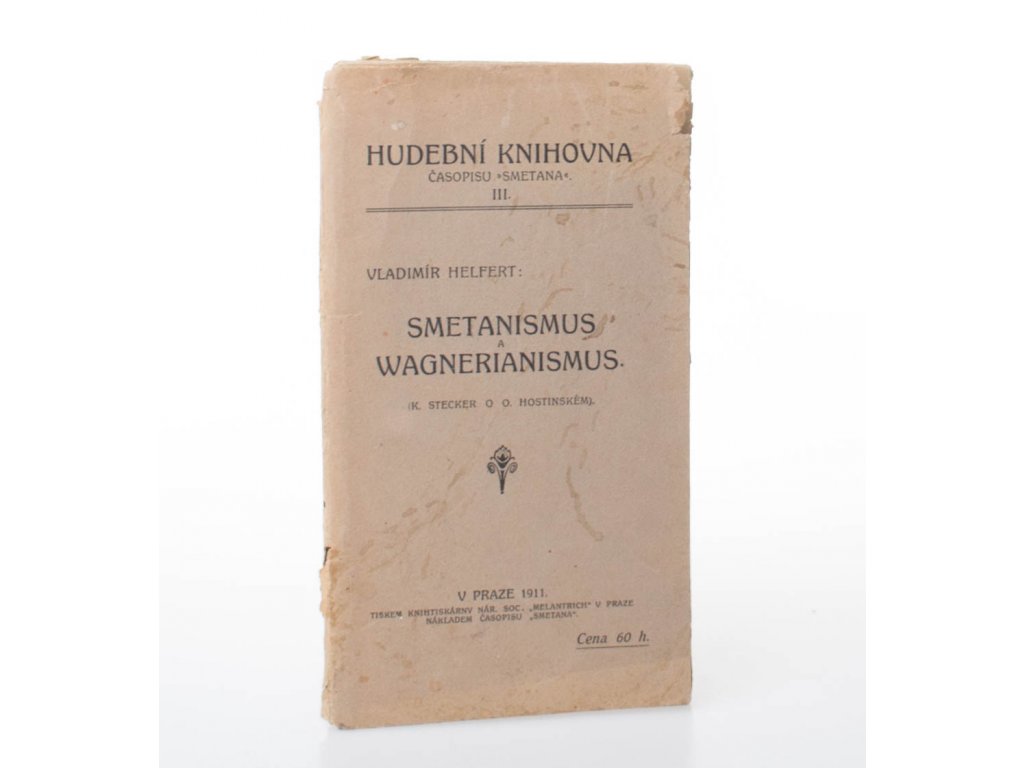 HUDEBNÍ KNIHOVNA
ČASOPISU »SMETANA«.
III.
VLADIMÍR HELFERT:
SMETANISMUS
A
WAGNERIANISMUS.
(K. STECKER O O. HOSTINSKÉM).
V PRAZE 1911.
TISKEM KNIHTISKÁRNY NÁR. SOC. „MELANTRICH“ V PRAZE
NÁKLADEM ČASOPISU „SMETANA“.
Cena 60 h.